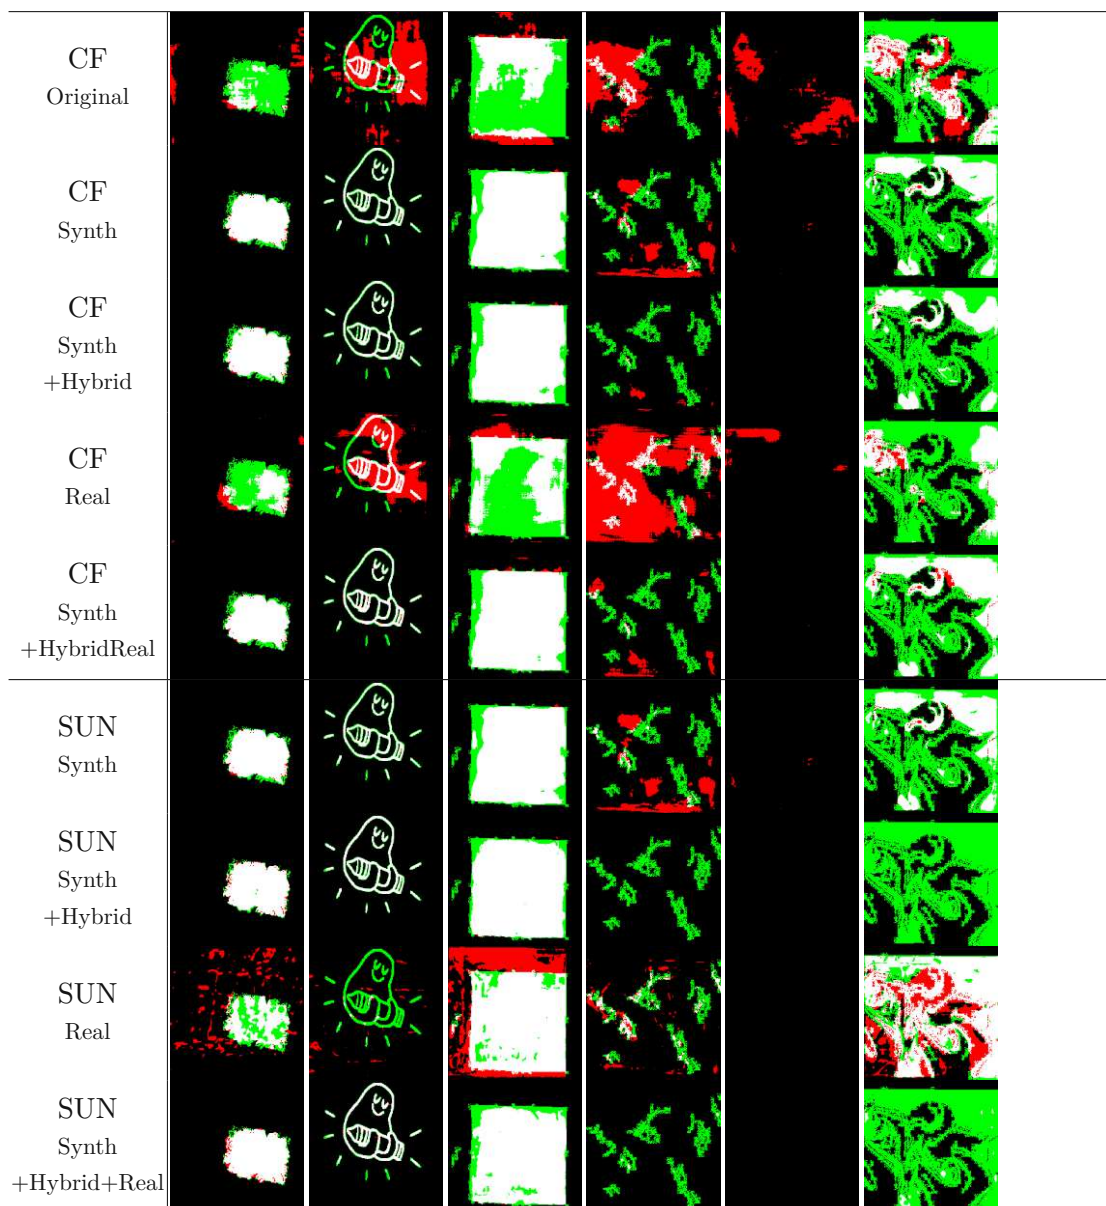 CF
Original
CF
Synth
CF
Synth
+Hybrid
CF
Real
CF
Synth
+HybridReal
SUN
Synth
SUN
Synth
+Hybrid
SUN
Real
SUN
Synth
+Hybrid+Real